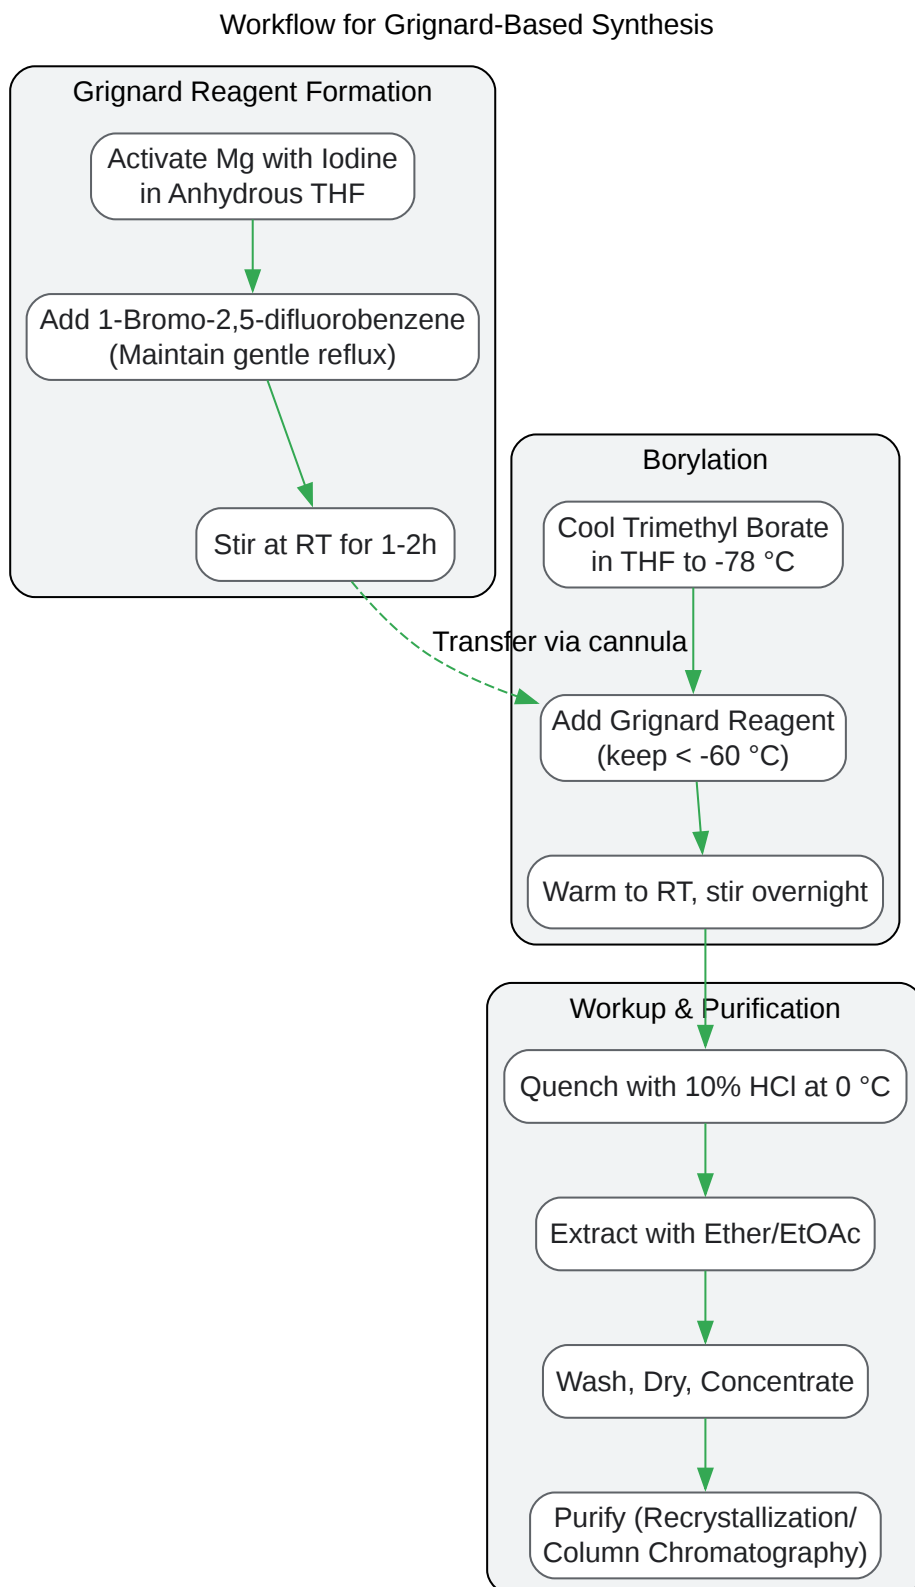 Workflow for Grignard-Based Synthesis
Grignard Reagent Formation
Activate Mg with Iodine
in Anhydrous THF
Add 1-Bromo-2,5-difluorobenzene
(Maintain gentle reflux)
Stir at RT for 1-2h
Transfer via cannula
Borylation
Cool Trimethyl Borate
in THF to -78 °C
Add Grignard Reagent
(keep < -60 °C)
Warm to RT, stir overnight
Workup & Purification
Quench with 10% HCl at 0 °C
Extract with Ether/EtOAc
Wash, Dry, Concentrate
Purify (Recrystallization/
Column Chromatography)